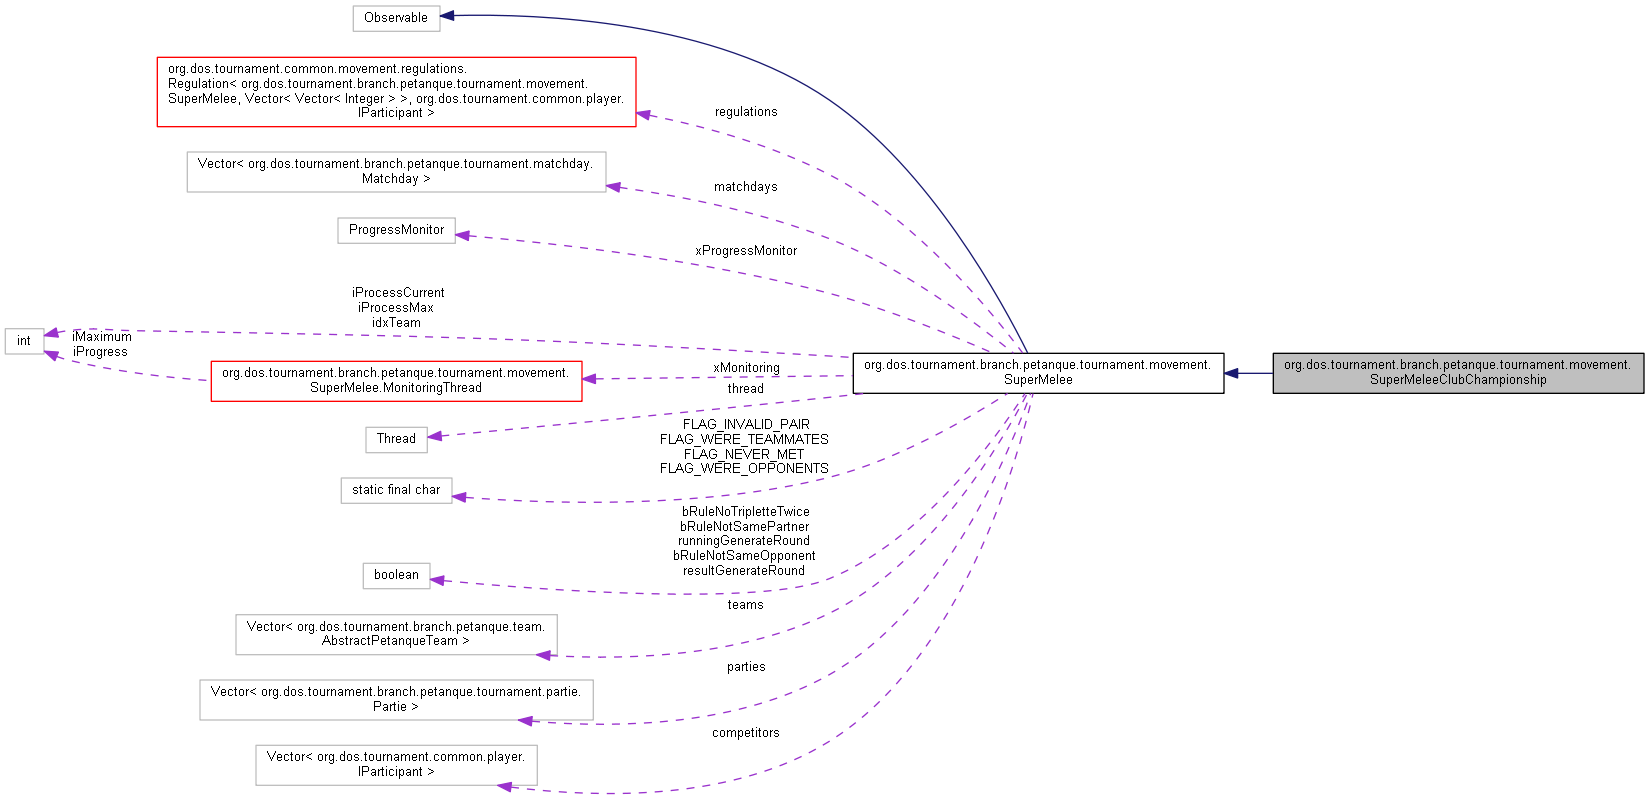 Observable
org.dos.tournament.common.movement.regulations.
Regulation< org.dos.tournament.branch.petanque.tournament.movement.
SuperMelee, Vector< Vector< Integer > >, org.dos.tournament.common.player.
IParticipant >
regulations
Vector< org.dos.tournament.branch.petanque.tournament.matchday.
Matchday >
matchdays
ProgressMonitor
xProgressMonitor
iProcessCurrent
iProcessMax
idxTeam
int
iMaximum
iProgress
org.dos.tournament.branch.petanque.tournament.movement.
SuperMelee.MonitoringThread
xMonitoring
thread
org.dos.tournament.branch.petanque.tournament.movement.
SuperMelee
org.dos.tournament.branch.petanque.tournament.movement.
SuperMeleeClubChampionship
Thread
FLAG_INVALID_PAIR
FLAG_WERE_TEAMMATES
FLAG_NEVER_MET
FLAG_WERE_OPPONENTS
static final char
bRuleNoTripletteTwice
bRuleNotSamePartner
runningGenerateRound
bRuleNotSameOpponent
resultGenerateRound
boolean
teams
Vector< org.dos.tournament.branch.petanque.team.
AbstractPetanqueTeam >
parties
Vector< org.dos.tournament.branch.petanque.tournament.partie.
Partie >
competitors
Vector< org.dos.tournament.common.player.
IParticipant >